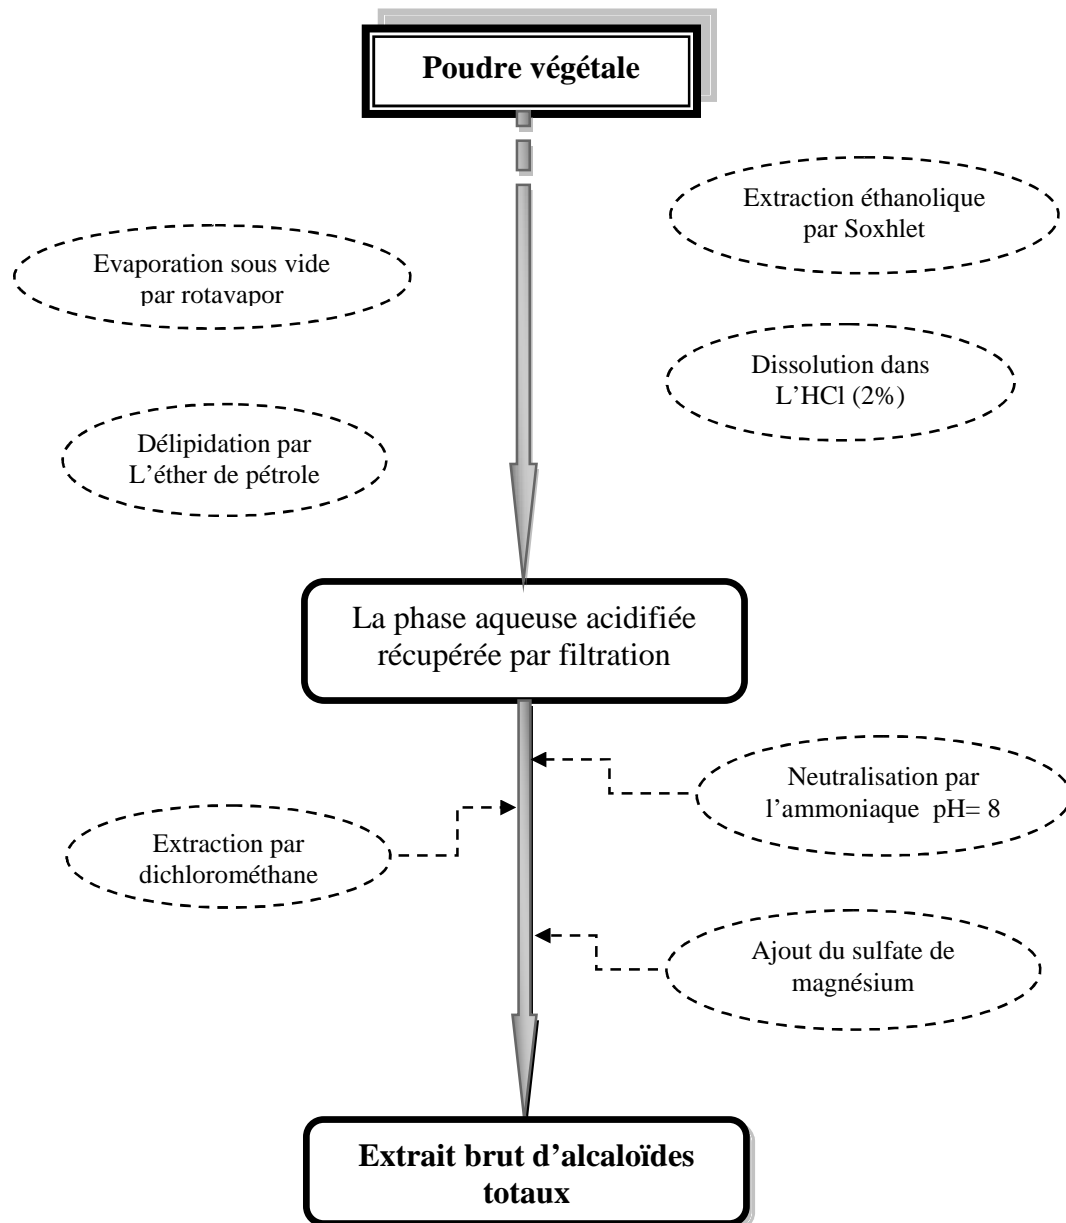 Poudre végétale
Extraction éthanolique
par Soxhlet
Evaporation sous vide
par rotavapor
Dissolution dans
L’HCl (2%)
Délipidation par
L’éther de pétrole
La phase aqueuse acidifiée
récupérée par filtration
Neutralisation par
l’ammoniaque  pH= 8
Extraction par
dichlorométhane
Ajout du sulfate de
magnésium
Extrait brut d’alcaloïdes
totaux